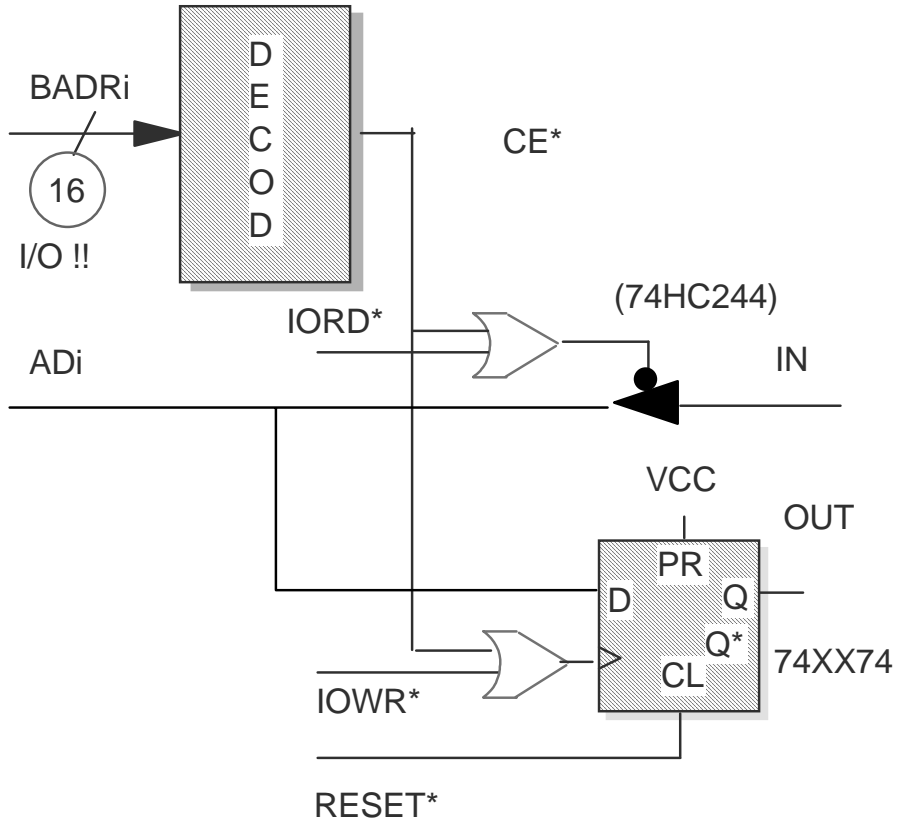 BADRi
16
I/O !!
D
E
C
O
D
CE*
IORD*
(74HC244)
ADi
IN
VCC
OUT
PR
D
Q
Q*
CL
74XX74
IOWR*
RESET*